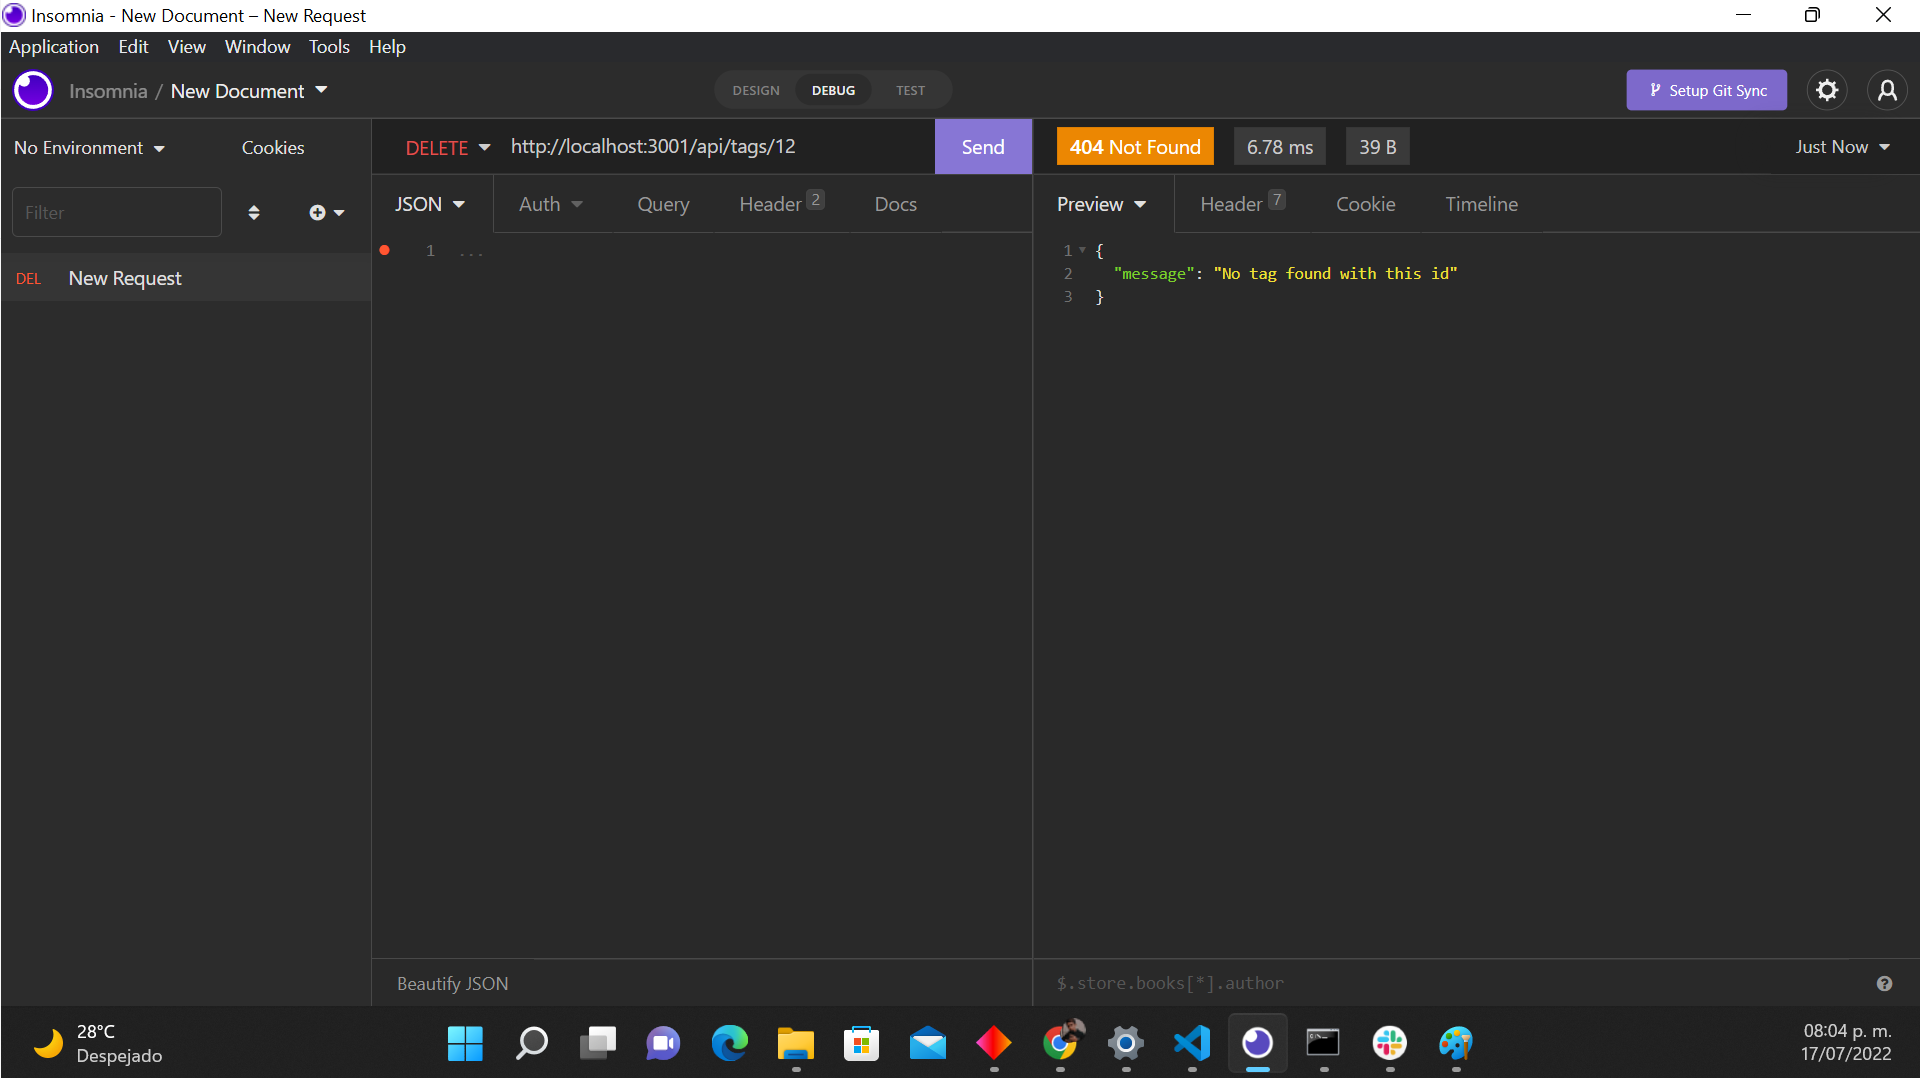 Insomnia - New Document – New Request
Application Edit View Window Tools Help
Insomnia / New Document
DESIGN DEBUG TEST
Setup Git Sync
No Environment Cookies
DELETE http://localhost:3001/api/tags/12 Send
404 Not Found 6.78 ms 39 B Just Now
Filter
JSON Auth Query Header 2 Docs
Preview Header 7 Cookie Timeline
DEL New Request
1 ...
1 {
2 "message": "No tag found with this id"
3 }
Beautify JSON
$.store.books[*].author
28°C
Despejado
08:04 p. m.
17/07/2022